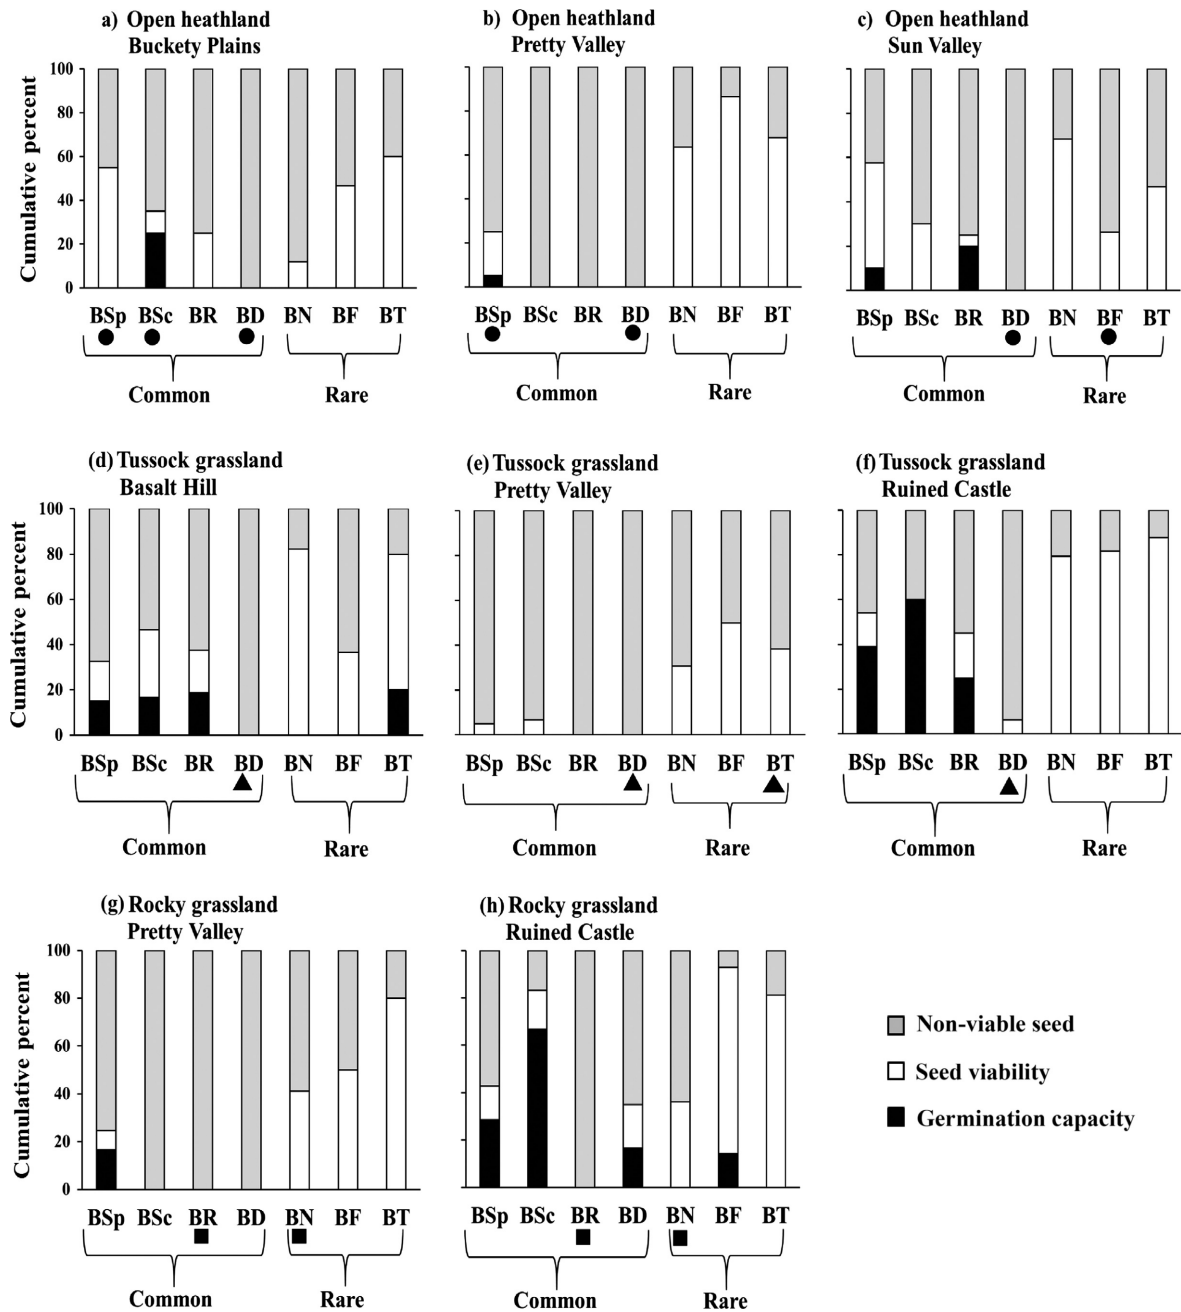 a) Open heathland
Buckety Plains
b) Open heathland
Pretty Valley
c) Open heathland
Sun Valley
Cumulative percent
100
80
60
40
20
0
BSp BSc BR BD BN BF BT
Common Rare
BSp BSc BR BD BN BF BT
Common Rare
BSp BSc BR BD BN BF BT
Common Rare
(d) Tussock grassland
Basalt Hill
(e) Tussock grassland
Pretty Valley
(f) Tussock grassland
Ruined Castle
Cumulative percent
100
80
60
40
20
0
BSp BSc BR BD BN BF BT
Common Rare
BSp BSc BR BD BN BF BT
Common Rare
BSp BSc BR BD BN BF BT
Common Rare
(g) Rocky grassland
Pretty Valley
(h) Rocky grassland
Ruined Castle
Cumulative percent
100
80
60
40
20
0
BSp BSc BR BD BN BF BT
Common Rare
BSp BSc BR BD BN BF BT
Common Rare
Non-viable seed
Seed viability
Germination capacity